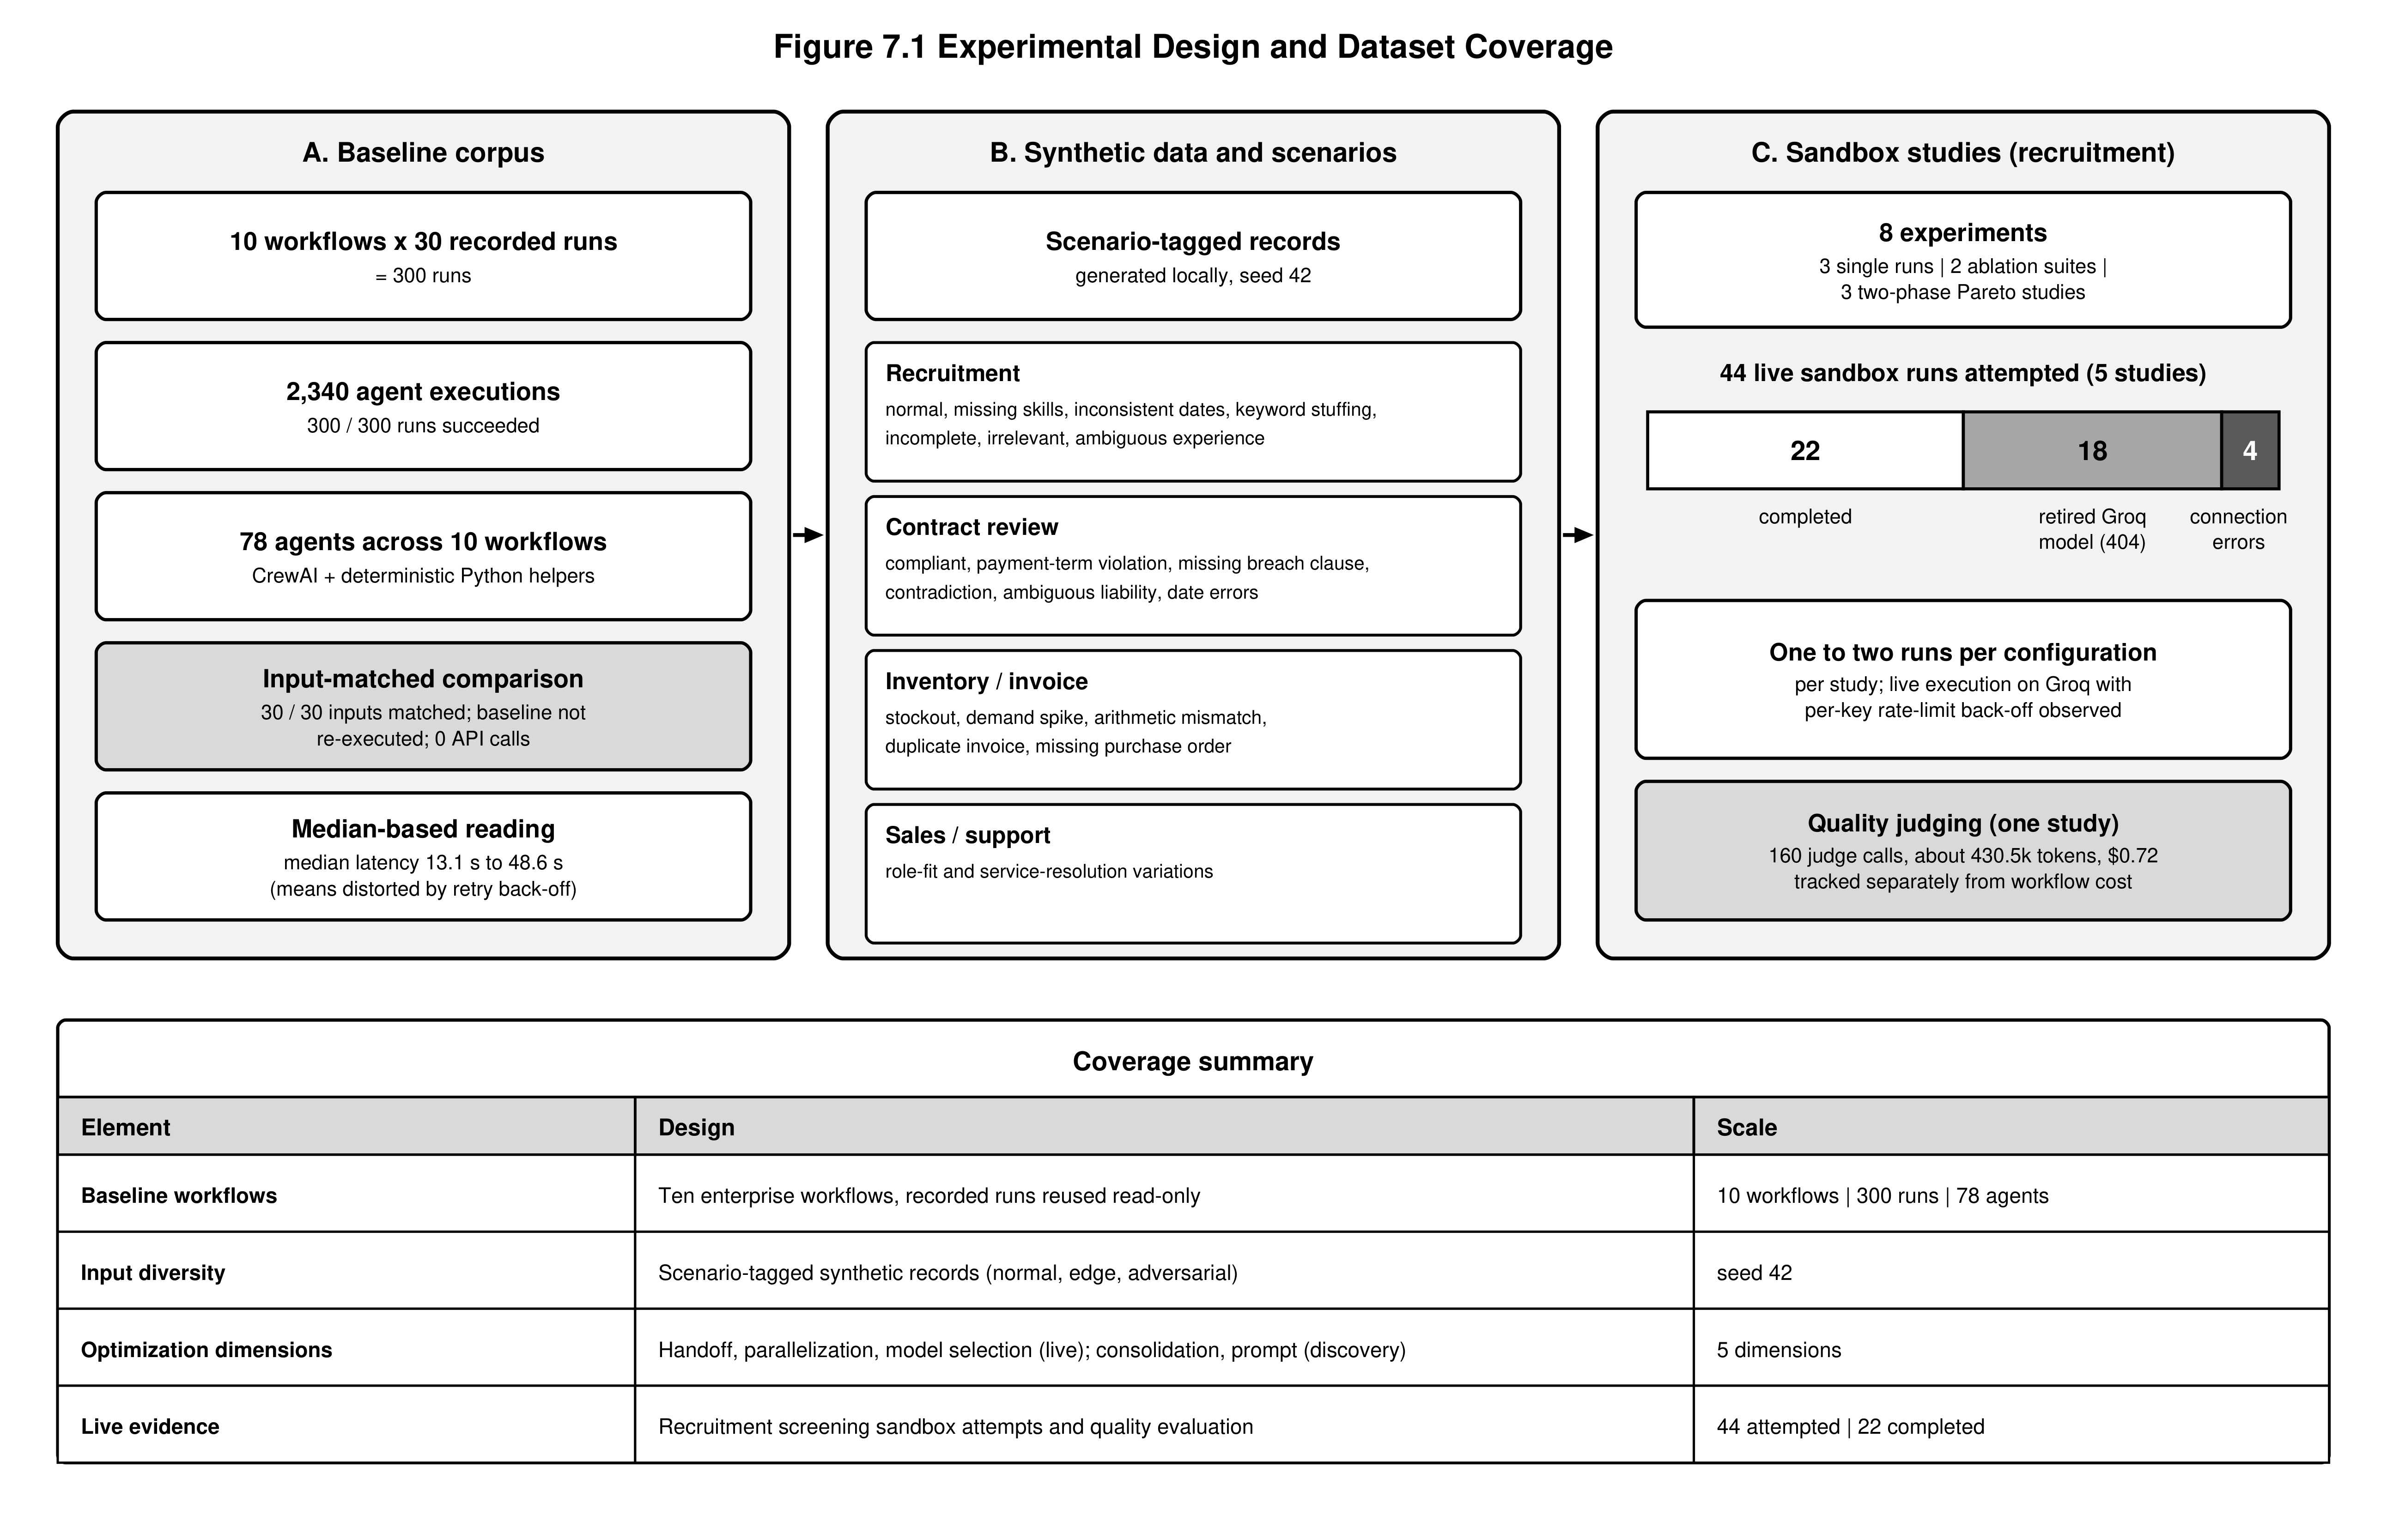 Figure 7.1 Experimental Design and Dataset Coverage
A. Baseline corpus
10 workflows x 30 recorded runs
= 300 runs
2,340 agent executions
300 / 300 runs succeeded
78 agents across 10 workflows
CrewAI + deterministic Python helpers
Input-matched comparison
30 / 30 inputs matched; baseline not
re-executed; 0 API calls
Median-based reading
median latency 13.1 s to 48.6 s
(means distorted by retry back-off)
B. Synthetic data and scenarios
Scenario-tagged records
generated locally, seed 42
Recruitment
normal, missing skills, inconsistent dates, keyword stuffing,
incomplete, irrelevant, ambiguous experience
Contract review
compliant, payment-term violation, missing breach clause,
contradiction, ambiguous liability, date errors
Inventory / invoice
stockout, demand spike, arithmetic mismatch,
duplicate invoice, missing purchase order
Sales / support
role-fit and service-resolution variations
C. Sandbox studies (recruitment)
8 experiments
3 single runs | 2 ablation suites |
3 two-phase Pareto studies
44 live sandbox runs attempted (5 studies)
22 18 4
completed
retired Groq
model (404)
connection
errors
One to two runs per configuration
per study; live execution on Groq with
per-key rate-limit back-off observed
Quality judging (one study)
160 judge calls, about 430.5k tokens, $0.72
tracked separately from workflow cost
Coverage summary
Element Design Scale
Baseline workflows Ten enterprise workflows, recorded runs reused read-only 10 workflows | 300 runs | 78 agents
Input diversity Scenario-tagged synthetic records (normal, edge, adversarial) seed 42
Optimization dimensions Handoff, parallelization, model selection (live); consolidation, prompt (discovery) 5 dimensions
Live evidence Recruitment screening sandbox attempts and quality evaluation 44 attempted | 22 completed